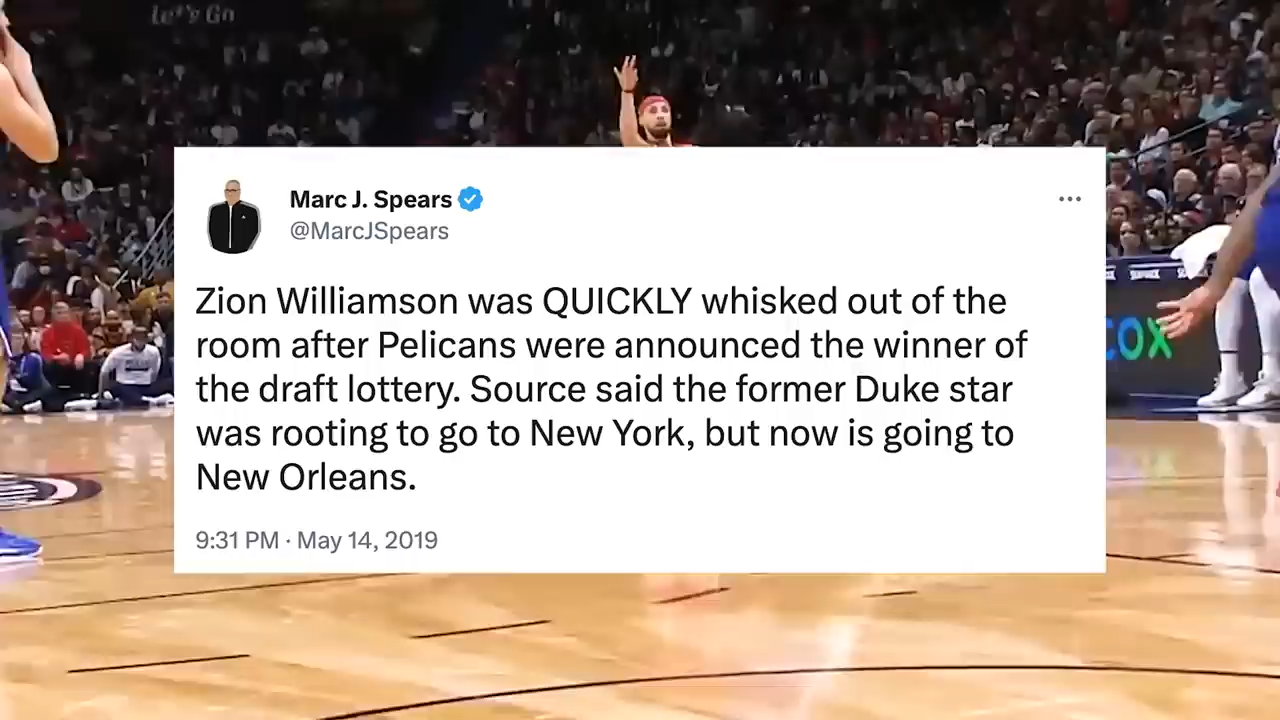 Let's Go
Marc J. Spears
@MarcJSpears
Zion Williamson was QUICKLY whisked out of the
room after Pelicans were announced the winner of
the draft lottery. Source said the former Duke star
was rooting to go to New York, but now is going to
New Orleans.
9:31 PM · May 14, 2019
COX